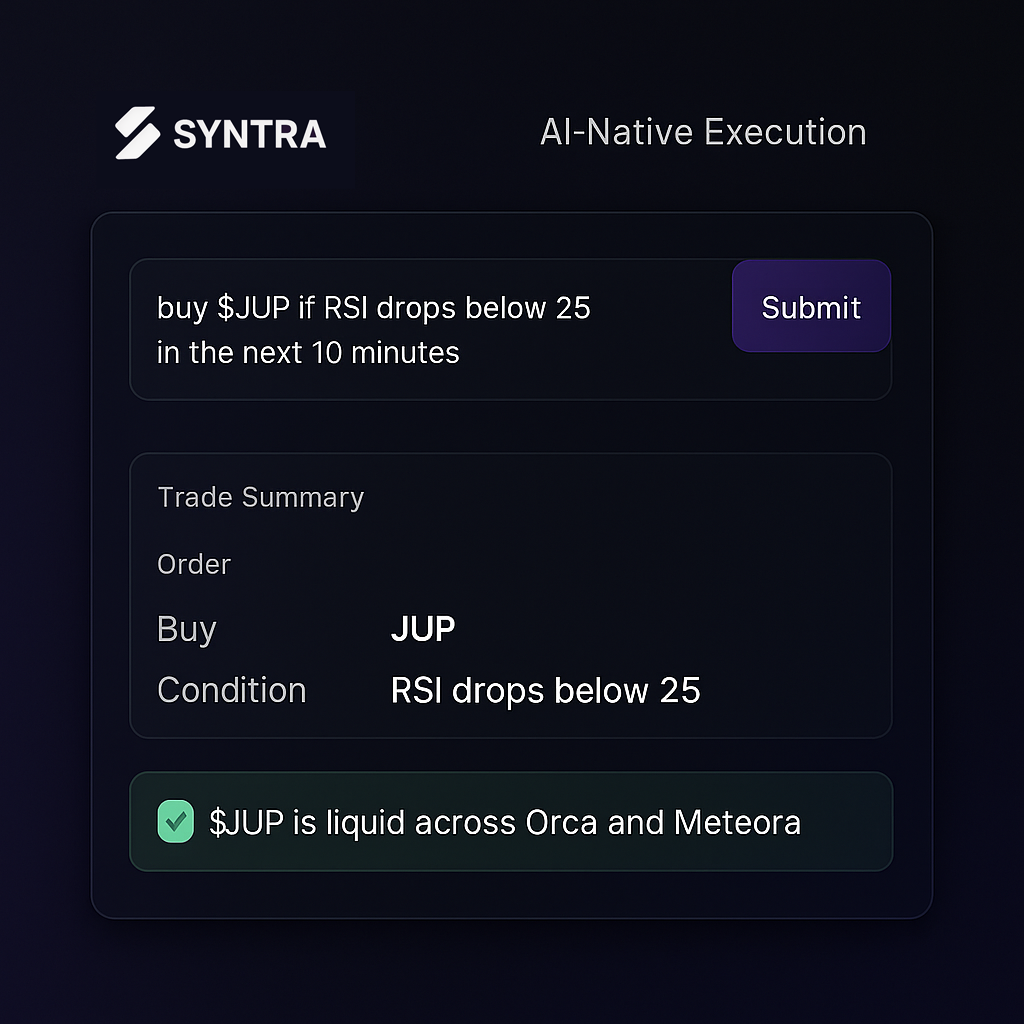 SYNTRA
AI-Native Execution
buy $JUP if RSI drops below 25
in the next 10 minutes
Submit
Trade Summary
Order
Buy JUP
Condition RSI drops below 25
$JUP is liquid across Orca and Meteora